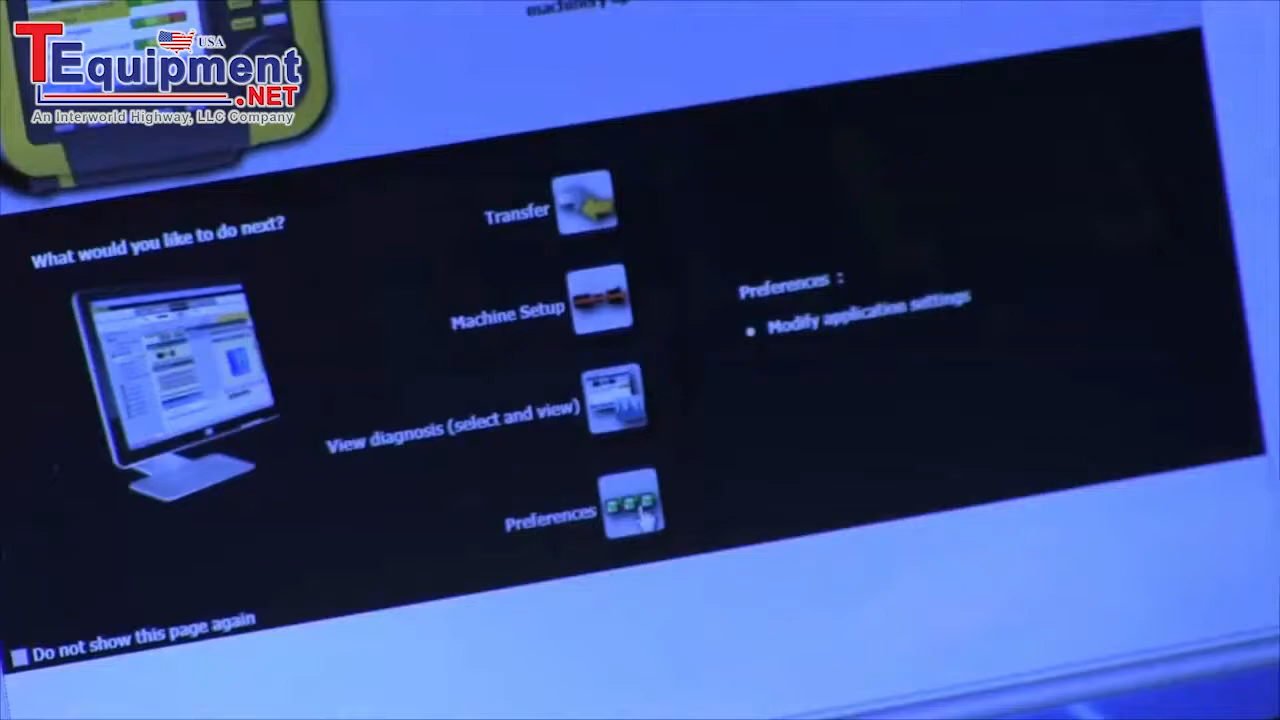 TEquipment
USA
.NET
An Interworld Highway, LLC Company
machinery
What would you like to do next?
Transfer
Machine Setup
View diagnosis (select and view)
Preferences
Preferences :
• Modify application settings
Do not show this page again